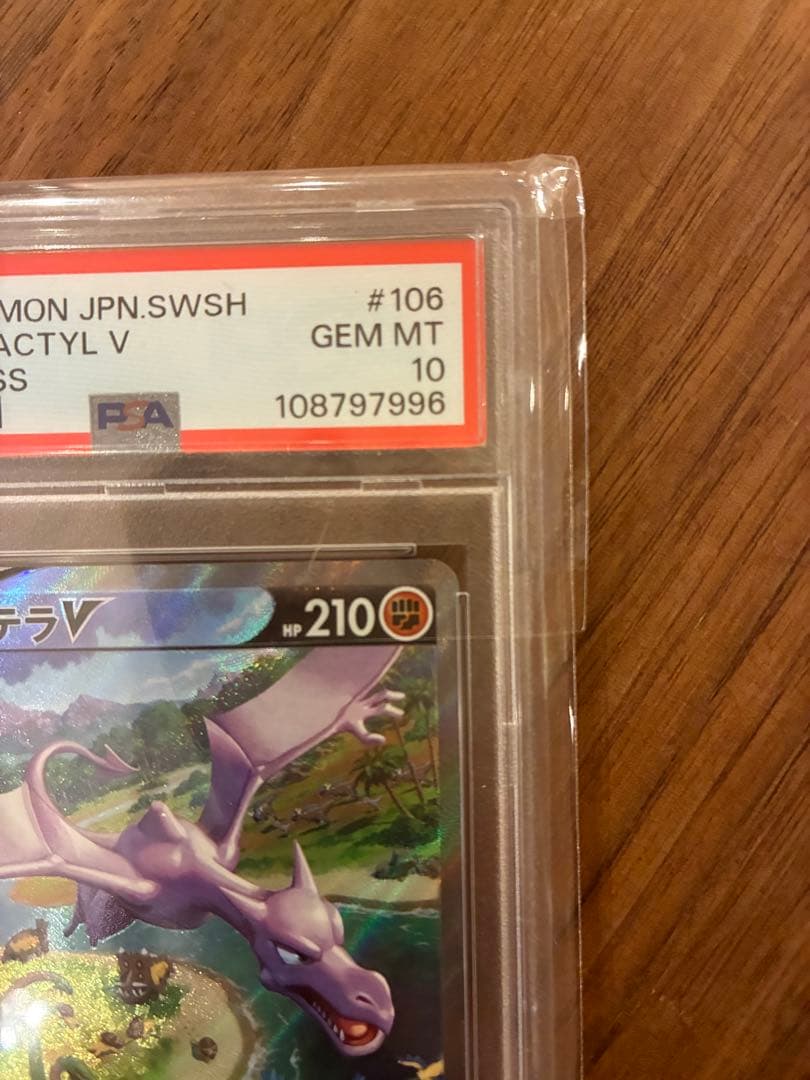 MON JPN.SWSH #106
ACTYL V GEM MT
SS 10
PSA 108797996
テラV HP 210